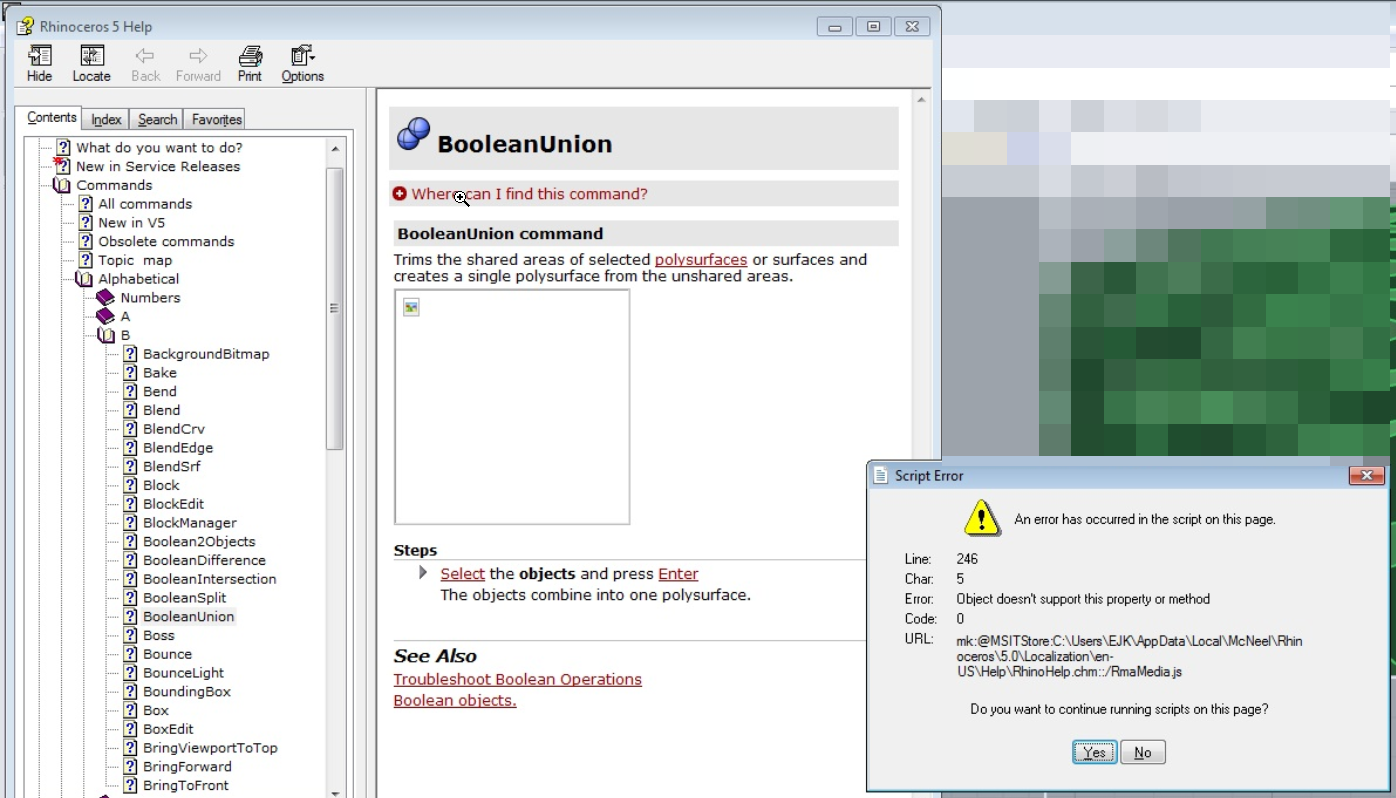 Rhinoceros 5 Help
Hide Locate Back Forward Print Options
Contents Index Search Favorites
What do you want to do?
New in Service Releases
Commands
All commands
New in V5
Obsolete commands
Topic map
Alphabetical
Numbers
A
B
BackgroundBitmap
Bake
Bend
Blend
BlendCrv
BlendEdge
BlendSrf
Block
BlockEdit
BlockManager
Boolean2Objects
BooleanDifference
BooleanIntersection
BooleanSplit
BooleanUnion
Boss
Bounce
BounceLight
BoundingBox
Box
BoxEdit
BringViewportToTop
BringForward
BringToFront
BooleanUnion
Where can I find this command?
BooleanUnion command
Trims the shared areas of selected polysurfaces or surfaces and
creates a single polysurface from the unshared areas.
Steps
Select the objects and press Enter
The objects combine into one polysurface.
See Also
Troubleshoot Boolean Operations
Boolean objects.
Script Error
An error has occurred in the script on this page.
Line: 246
Char: 5
Error: Object doesn't support this property or method
Code: 0
URL: mk:@MSITStore:C:\Users\EJK\AppData\Local\McNeel\Rhin
oceros\5.0\Localization\en-
US\Help\RhinoHelp.chm::/RmaMedia.js
Do you want to continue running scripts on this page?
Yes No